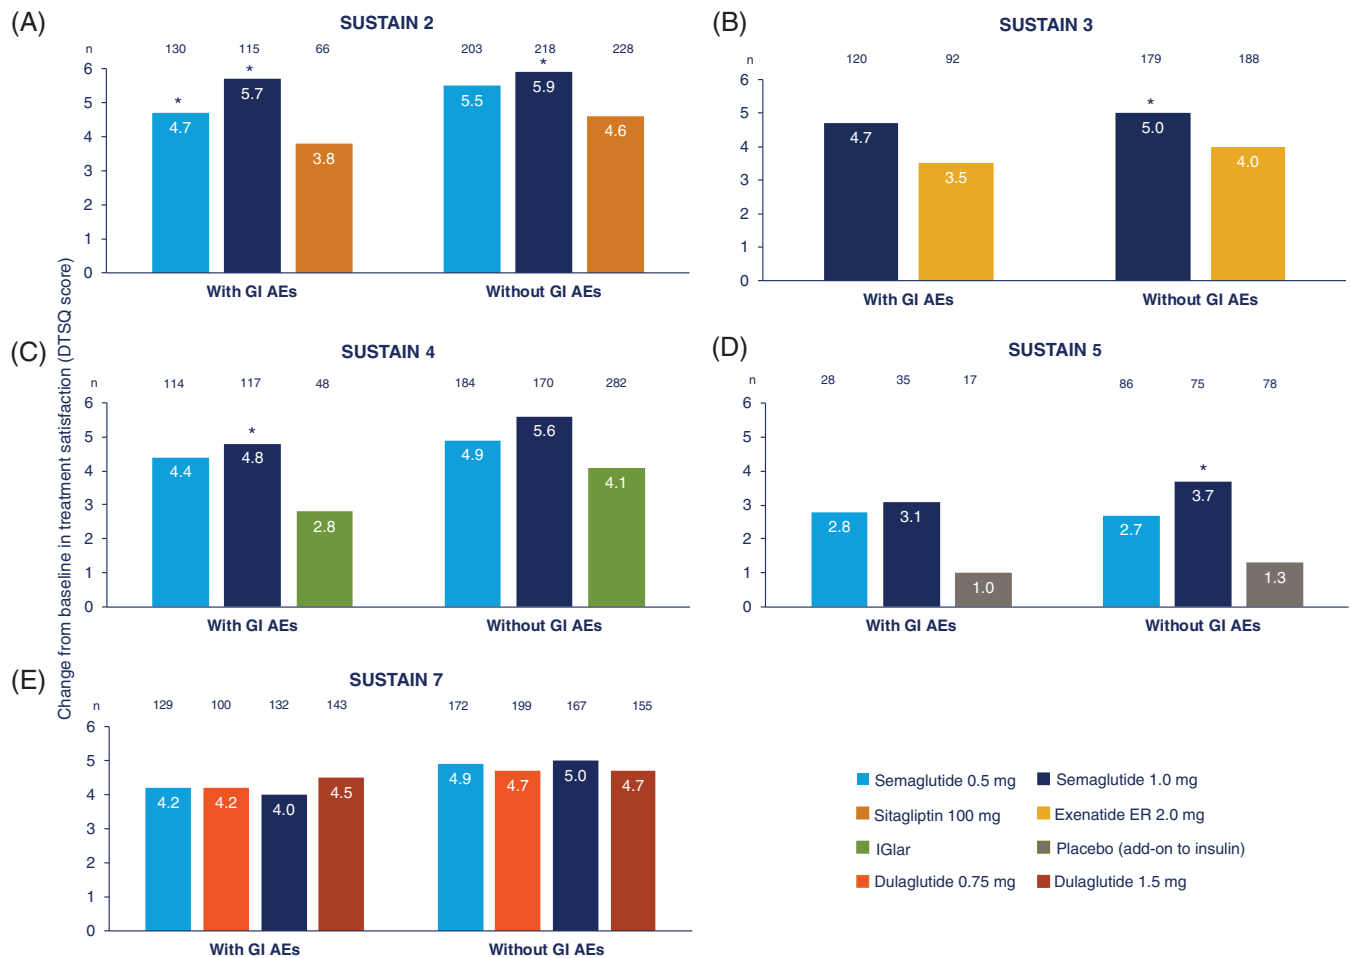 (A)
SUSTAIN 2
n 130 115 66 203 218 228
6
5
4
3
2
1
0
* * *
4.7 5.7 3.8 5.5 5.9 4.6
With GI AEs Without GI AEs
(B)
SUSTAIN 3
n 120 92 179 188
6
5
4
3
2
1
0
*
4.7 3.5 5.0 4.0
With GI AEs Without GI AEs
Change from baseline in treatment satisfaction (DTSQ score)
(C)
SUSTAIN 4
n 114 117 48 184 170 282
6
5
4
3
2
1
0
*
4.4 4.8 2.8 4.9 5.6 4.1
With GI AEs Without GI AEs
(D)
SUSTAIN 5
n 28 35 17 86 75 78
6
5
4
3
2
1
0
*
2.8 3.1 1.0 2.7 3.7 1.3
With GI AEs Without GI AEs
(E)
SUSTAIN 7
n 129 100 132 143 172 199 167 155
6
5
4
3
2
1
0
4.2 4.2 4.0 4.5 4.9 4.7 5.0 4.7
With GI AEs Without GI AEs
Semaglutide 0.5 mg Semaglutide 1.0 mg
Sitagliptin 100 mg Exenatide ER 2.0 mg
IGlar Placebo (add-on to insulin)
Dulaglutide 0.75 mg Dulaglutide 1.5 mg